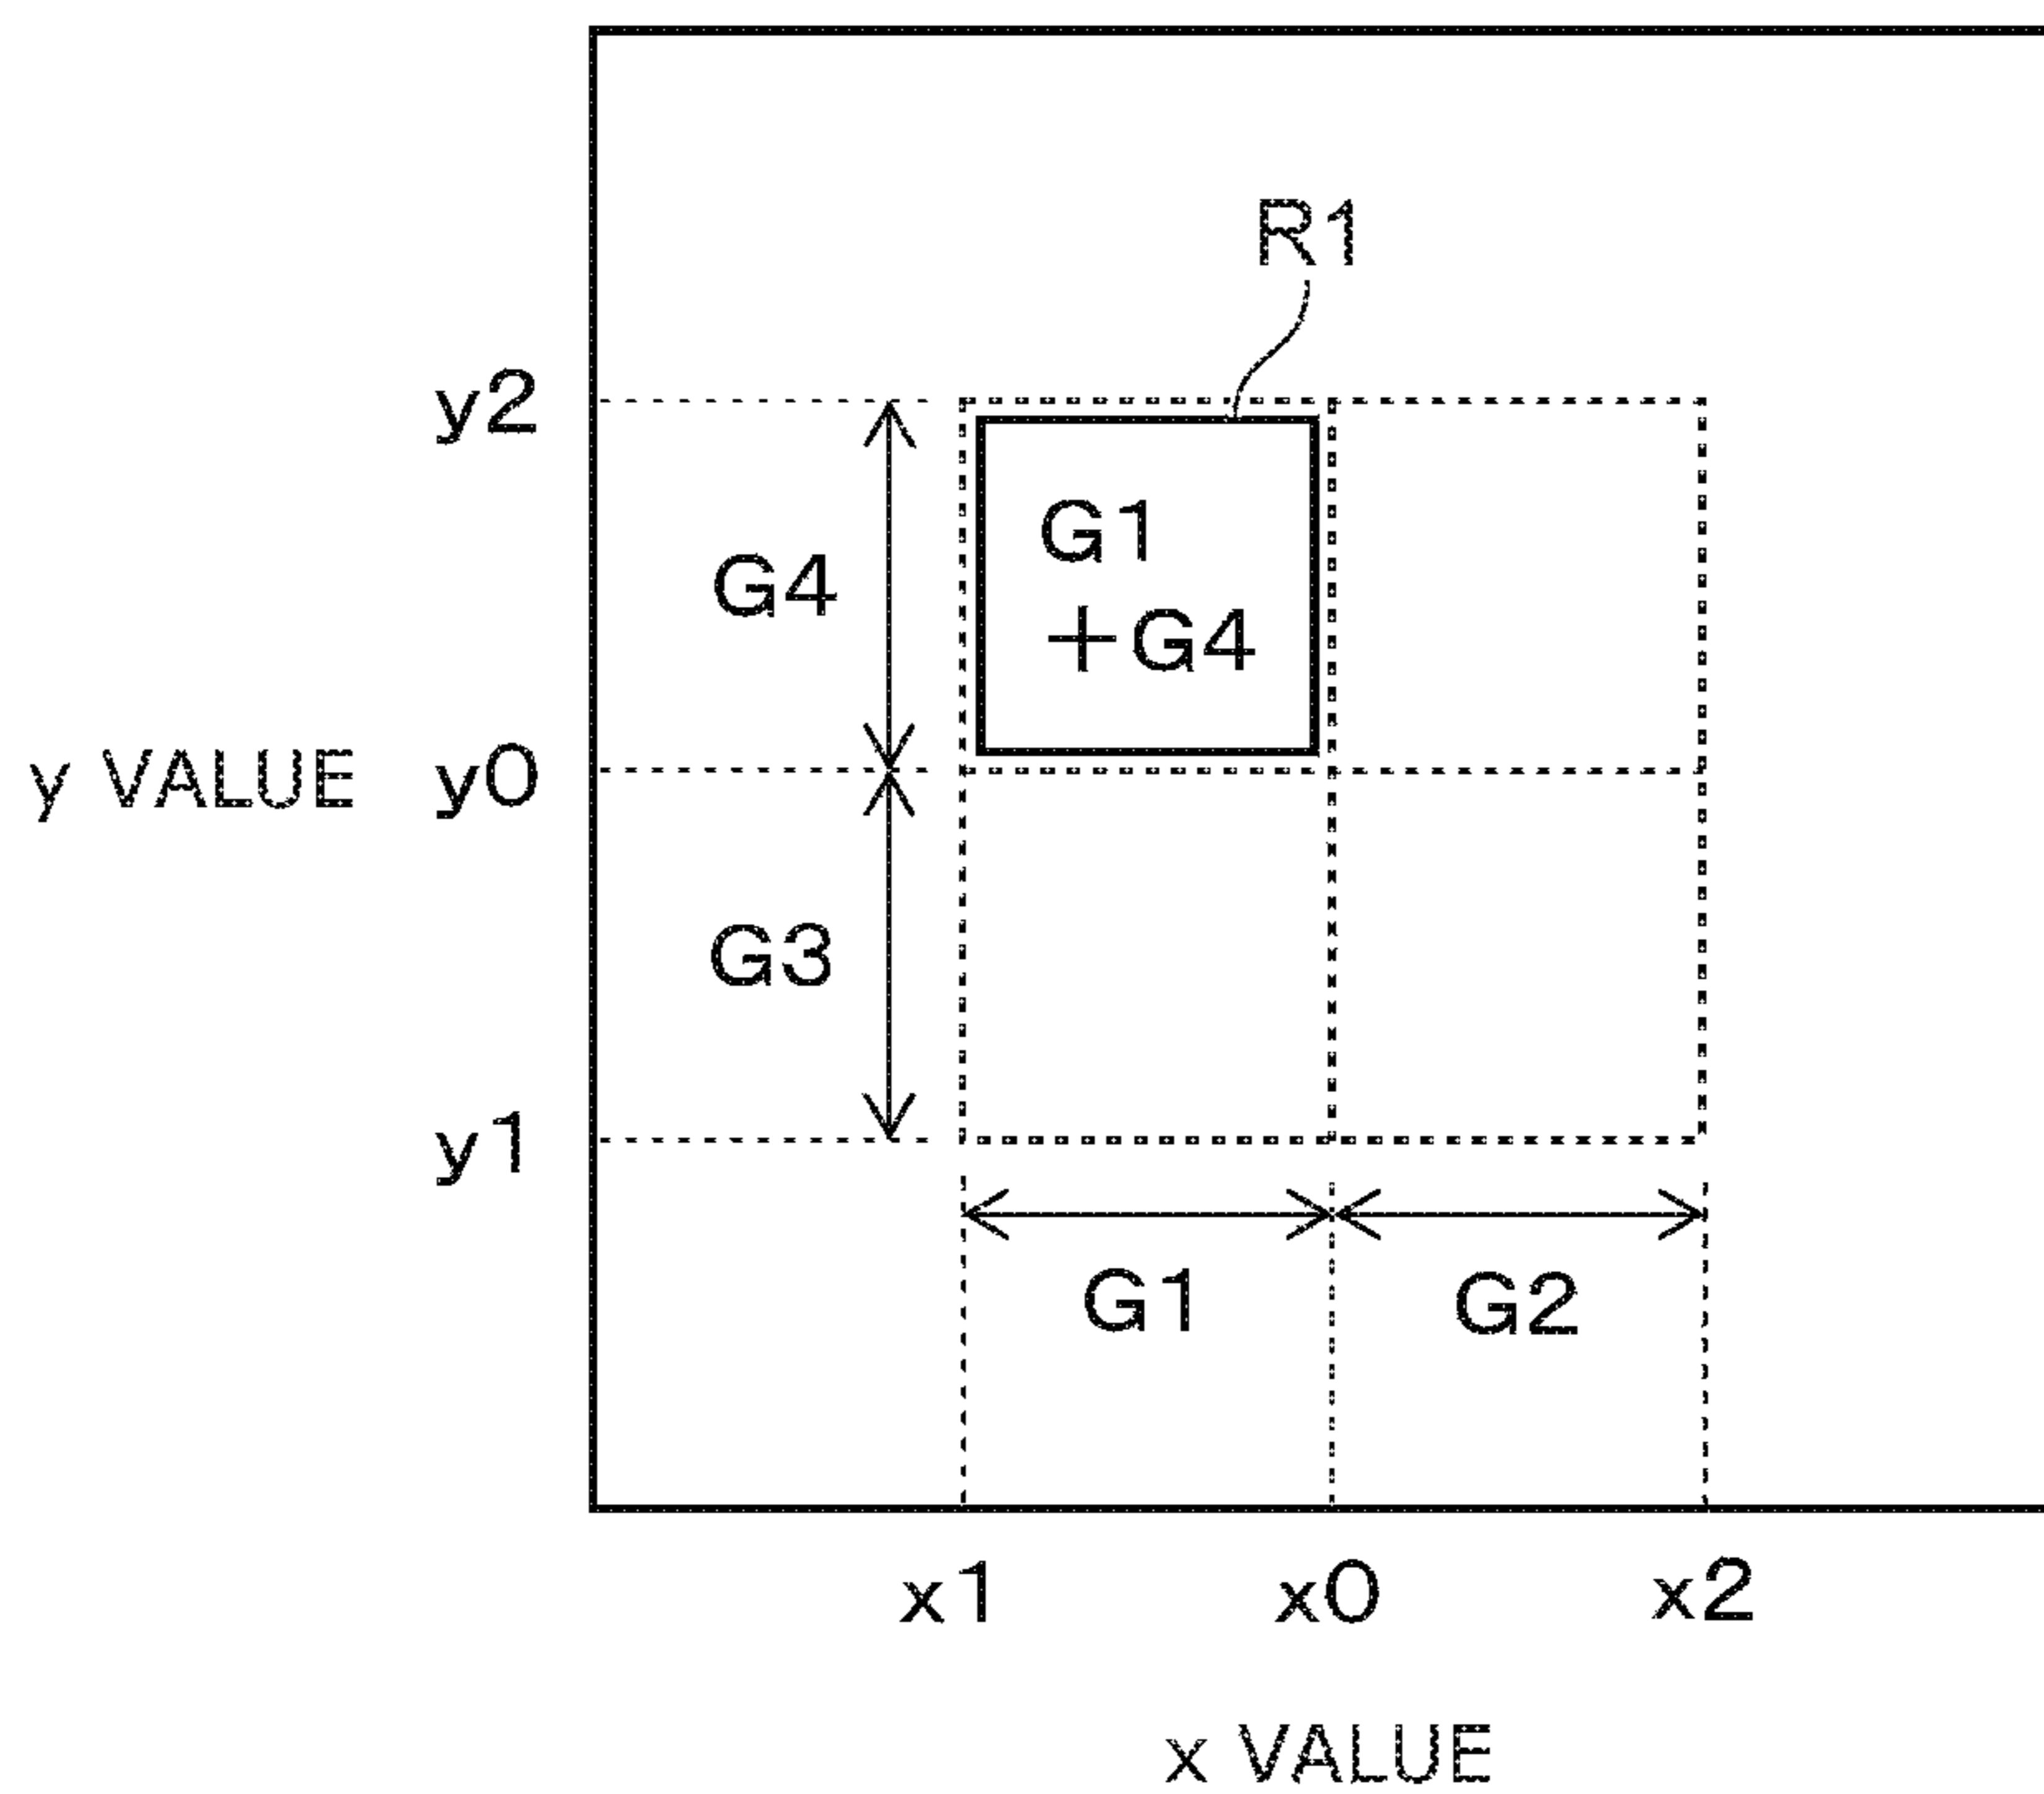 R1
y2
G1
G4
+G4
y VALUE y0
G3
y1
G1 G2
x1 x0 x2
x VALUE